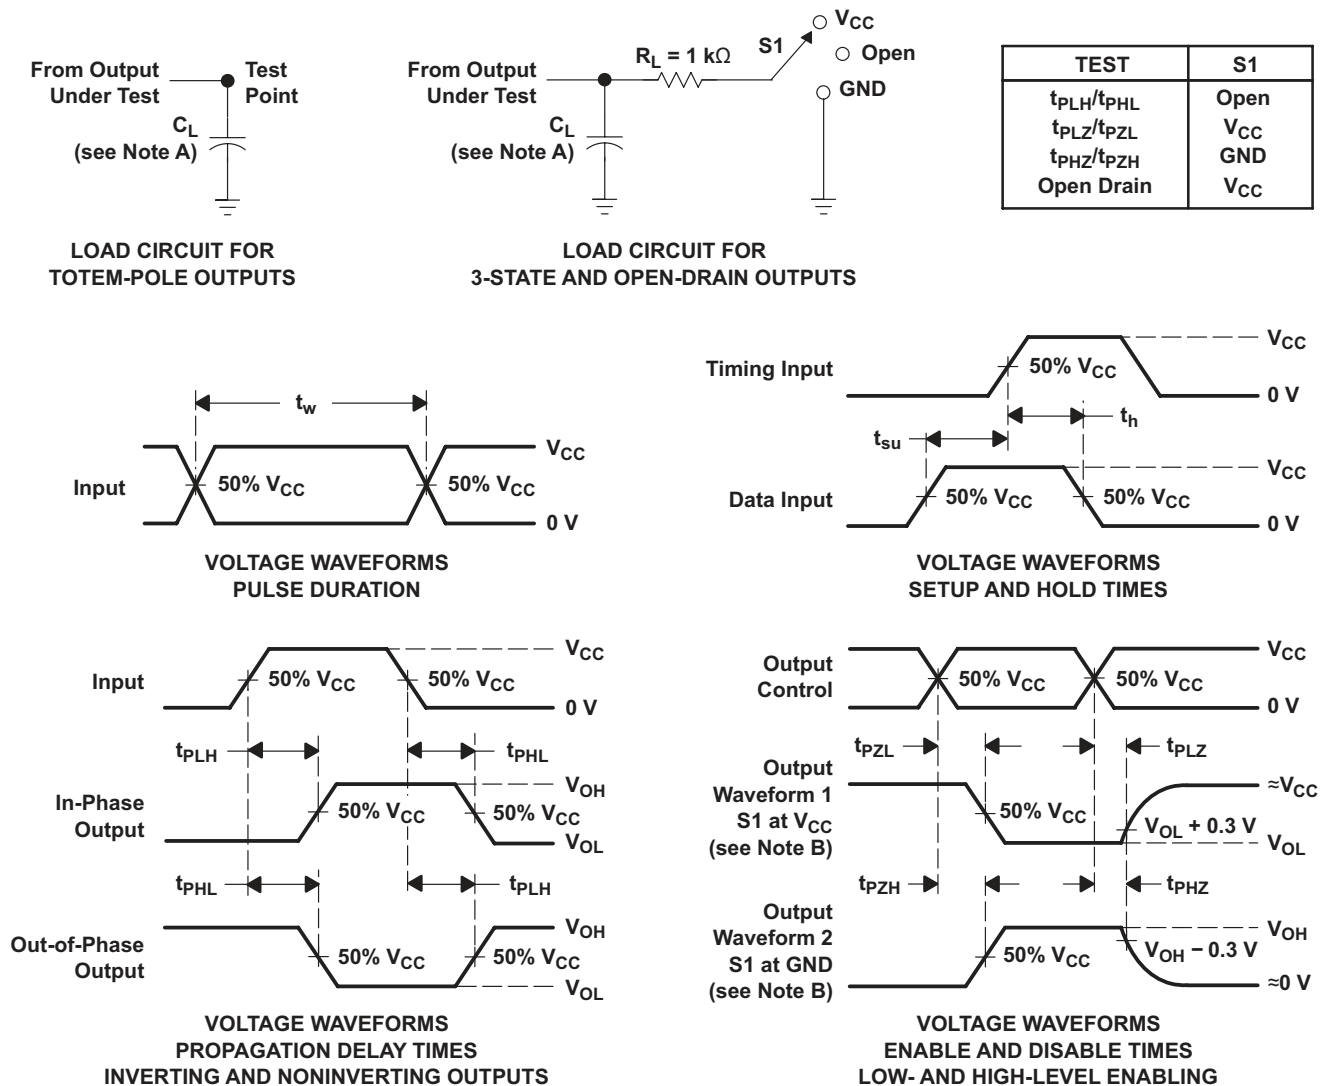 From Output
Under Test
Test
Point
CL
(see Note A)
LOAD CIRCUIT FOR
TOTEM-POLE OUTPUTS
From Output
Under Test
RL = 1 kΩ
S1
VCC
Open
GND
CL
(see Note A)
LOAD CIRCUIT FOR
3-STATE AND OPEN-DRAIN OUTPUTS
TEST S1
tPLH/tPHL Open
tPLZ/tPZL VCC
tPHZ/tPZH GND
Open Drain VCC
tw
Input
50% VCC
50% VCC
VCC
0 V
VOLTAGE WAVEFORMS
PULSE DURATION
Timing Input
50% VCC
VCC
0 V
tsu
th
Data Input
50% VCC
50% VCC
VCC
0 V
VOLTAGE WAVEFORMS
SETUP AND HOLD TIMES
Input
50% VCC
50% VCC
VCC
0 V
tPLH
tPHL
In-Phase
Output
50% VCC
50% VCC
VOH
VOL
tPHL
tPLH
Out-of-Phase
Output
50% VCC
50% VCC
VOH
VOL
VOLTAGE WAVEFORMS
PROPAGATION DELAY TIMES
INVERTING AND NONINVERTING OUTPUTS
Output
Control
50% VCC
50% VCC
VCC
0 V
tPZL
tPLZ
Output
Waveform 1
S1 at VCC
(see Note B)
50% VCC
VOL + 0.3 V
≈VCC
VOL
tPZH
tPHZ
Output
Waveform 2
S1 at GND
(see Note B)
50% VCC
VOH − 0.3 V
VOH
≈0 V
VOLTAGE WAVEFORMS
ENABLE AND DISABLE TIMES
LOW- AND HIGH-LEVEL ENABLING